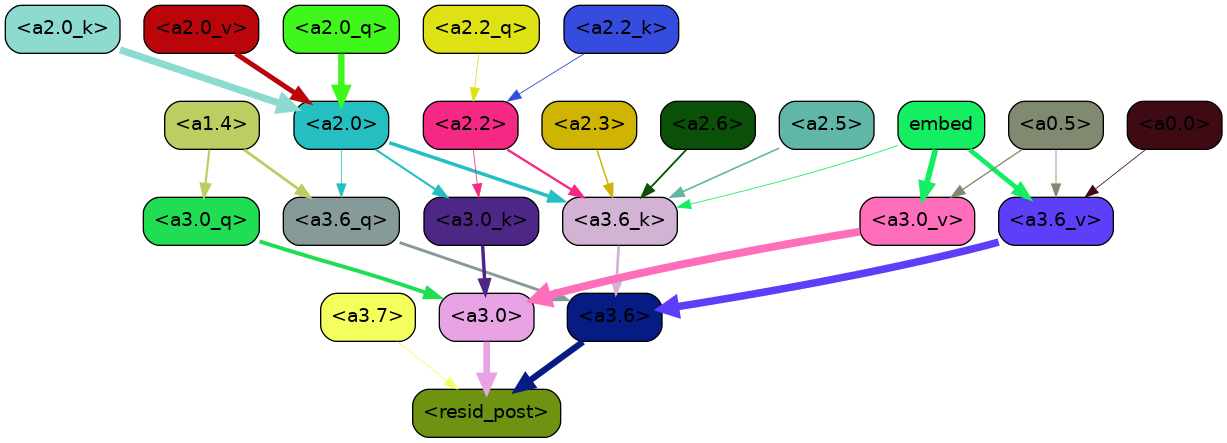 <a2.0_k> <a2.0_v> <a2.0_q> <a2.2_q> <a2.2_k>
<a1.4> <a2.0> <a2.2> <a2.3> <a2.6> <a2.5> embed <a0.5> <a0.0>
<a3.0_q> <a3.6_q> <a3.0_k> <a3.6_k> <a3.0_v> <a3.6_v>
<a3.7> <a3.0> <a3.6>
<resid_post>